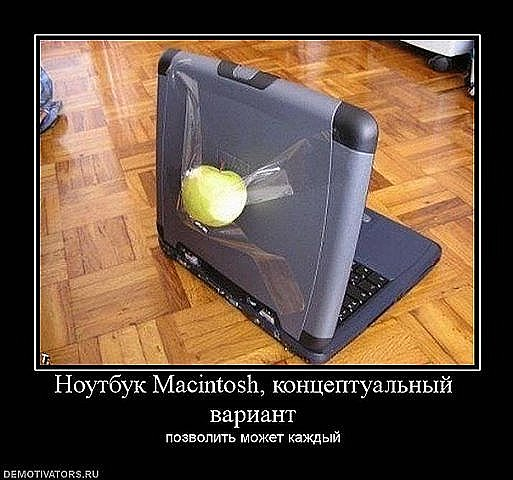 Ноутбук Macintosh, концептуальный
вариант
позволить может каждый
DEMOTIVATORS.RU